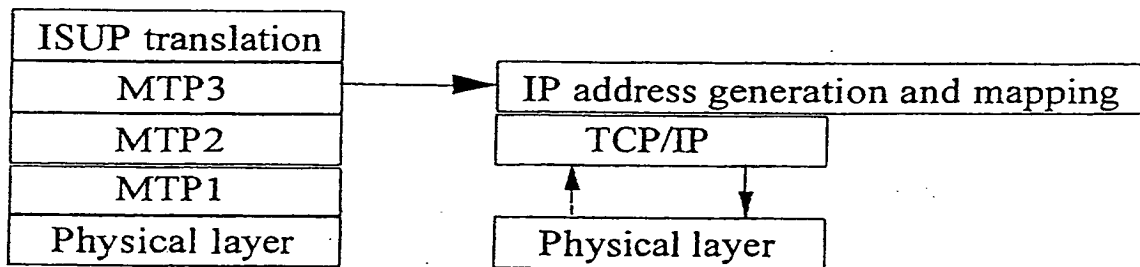 ISUP translation
MTP3
MTP2
MTP1
Physical layer
IP address generation and mapping
TCP/IP
Physical layer